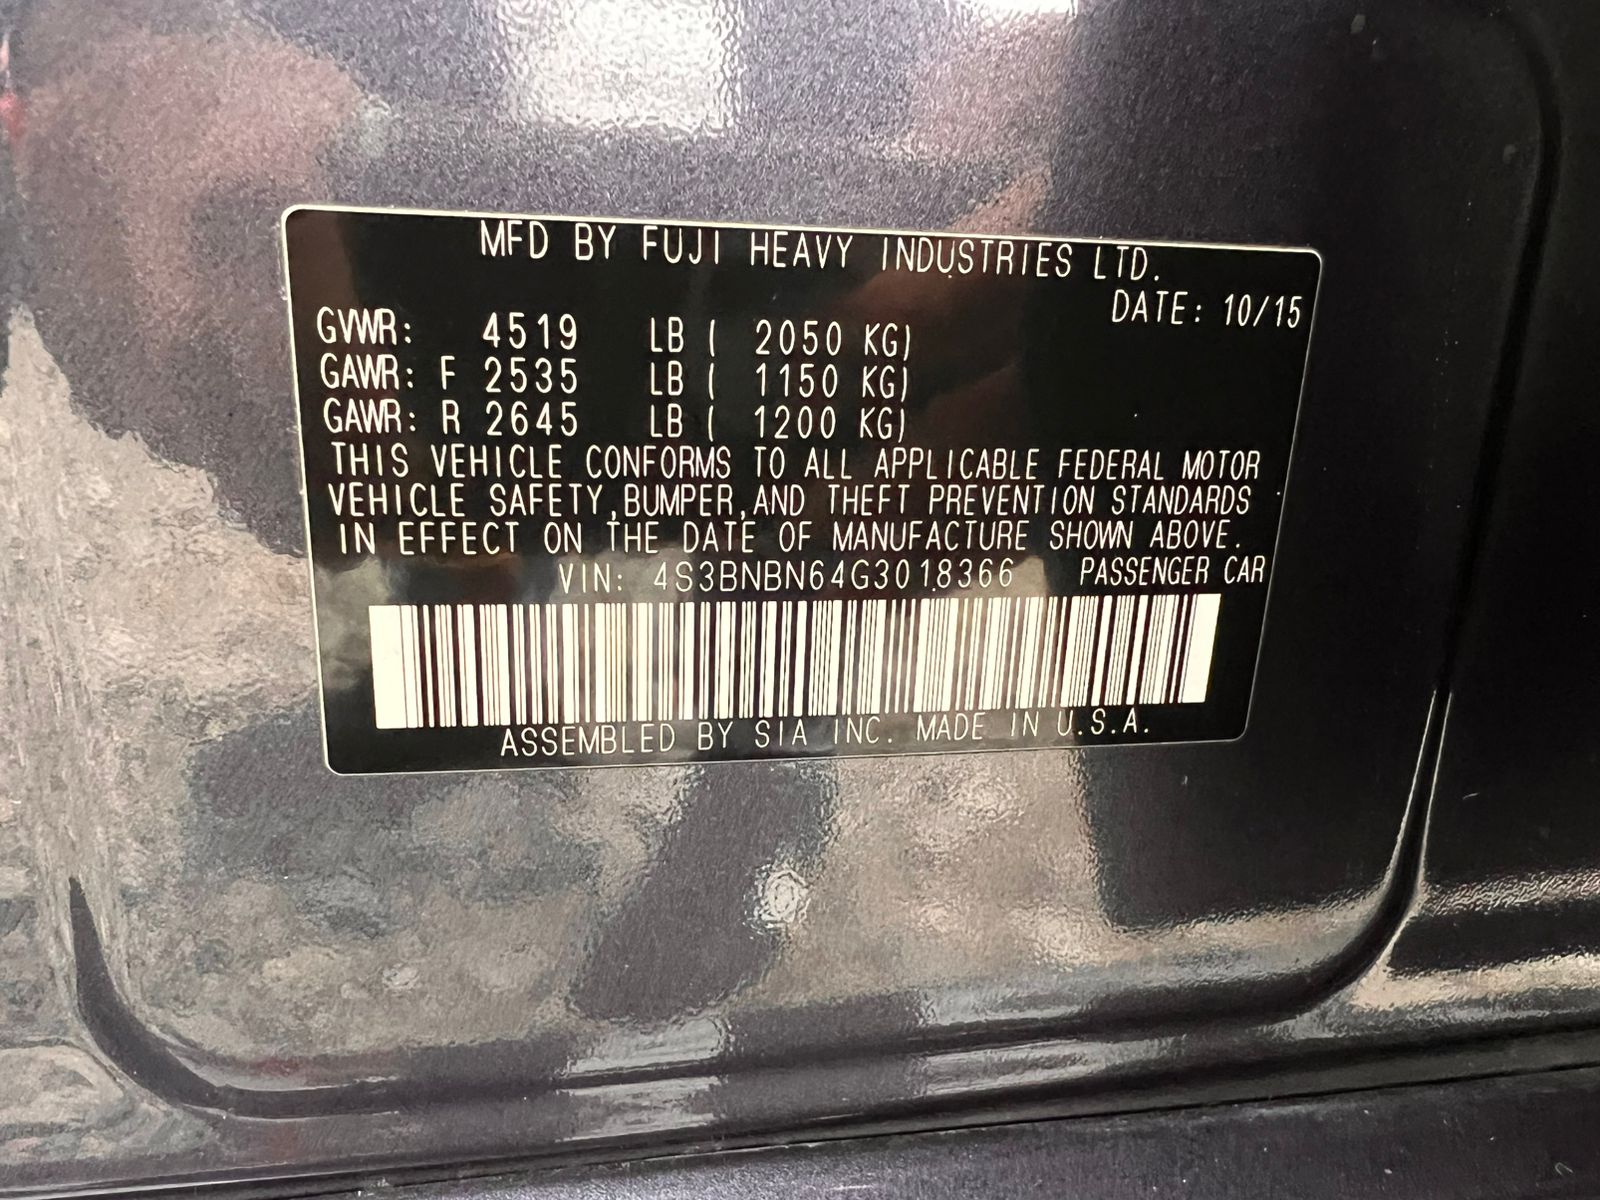 MFD BY FUJI HEAVY INDUSTRIES LTD.
DATE: 10/15
GVWR: 4519 LB ( 2050 KG)
GAWR: F 2535 LB ( 1150 KG)
GAWR: R 2645 LB ( 1200 KG)
THIS VEHICLE CONFORMS TO ALL APPLICABLE FEDERAL MOTOR
VEHICLE SAFETY,BUMPER,AND THEFT PREVENTION STANDARDS
IN EFFECT ON THE DATE OF MANUFACTURE SHOWN ABOVE.
VIN: 4S3BNBN64G3018366 PASSENGER CAR
ASSEMBLED BY SIA INC. MADE IN U.S.A.